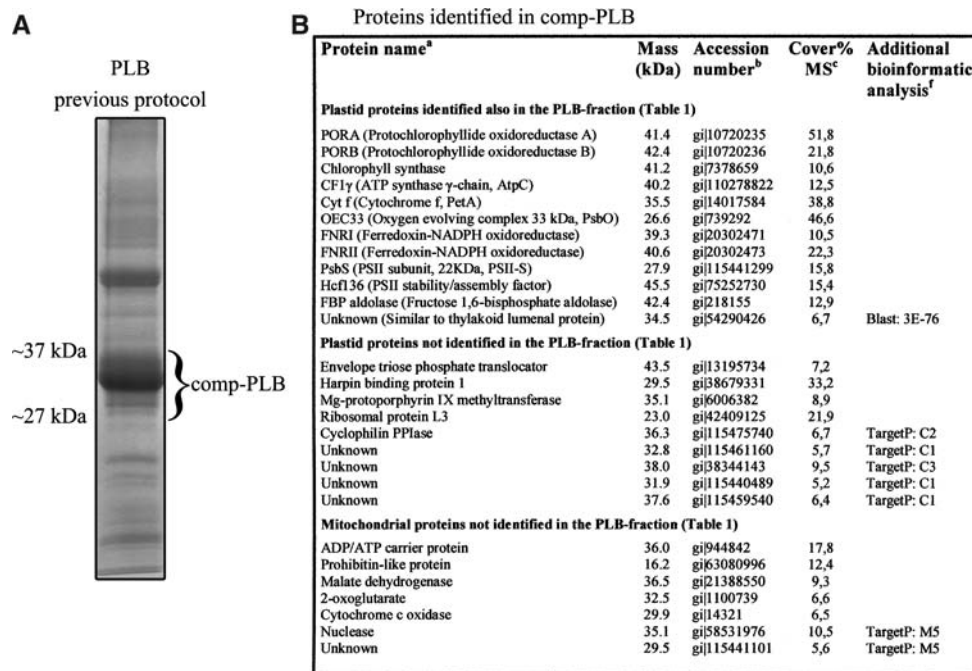 A
PLB
previous protocol
~37 kDa
comp-PLB
~27 kDa
B
Proteins identified in comp-PLB
Protein nameᵃ Mass (kDa) Accession numberᵇ Cover% MSᶜ Additional bioinformatic analysisᶠ
Plastid proteins identified also in the PLB-fraction (Table 1)
PORA (Protochlorophyllide oxidoreductase A) 41.4 gi|10720235 51,8
PORB (Protochlorophyllide oxidoreductase B) 42.4 gi|10720236 21,8
Chlorophyll synthase 41.2 gi|7378659 10,6
CF1γ (ATP synthase γ-chain, AtpC) 40.2 gi|110278822 12,5
Cyt f (Cytochrome f, PetA) 35.5 gi|14017584 38,8
OEC33 (Oxygen evolving complex 33 kDa, PsbO) 26.6 gi|739292 46,6
FNRI (Ferredoxin-NADPH oxidoreductase) 39.3 gi|20302471 10,5
FNRII (Ferredoxin-NADPH oxidoreductase) 40.6 gi|20302473 22,3
PsbS (PSII subunit, 22KDa, PSII-S) 27.9 gi|115441299 15,8
Hcf136 (PSII stability/assembly factor) 45.5 gi|75252730 15,4
FBP aldolase (Fructose 1,6-bisphosphate aldolase) 42.4 gi|218155 12,9
Unknown (Similar to thylakoid lumenal protein) 34.5 gi|54290426 6,7 Blast: 3E-76
Plastid proteins not identified in the PLB-fraction (Table 1)
Envelope triose phosphate translocator 43.5 gi|13195734 7,2
Harpin binding protein 1 29.5 gi|38679331 33,2
Mg-protoporphyrin IX methyltransferase 35.1 gi|6006382 8,9
Ribosomal protein L3 23.0 gi|42409125 21,9
Cyclophilin PPIase 36.3 gi|115475740 6,7 TargetP: C2
Unknown 32.8 gi|115461160 5,7 TargetP: C1
Unknown 38.0 gi|38344143 9,5 TargetP: C3
Unknown 31.9 gi|115440489 5,2 TargetP: C1
Unknown 37.6 gi|115459540 6,4 TargetP: C1
Mitochondrial proteins not identified in the PLB-fraction (Table 1)
ADP/ATP carrier protein 36.0 gi|944842 17,8
Prohibitin-like protein 16.2 gi|63080996 12,4
Malate dehydrogenase 36.5 gi|21388550 9,3
2-oxoglutarate 32.5 gi|1100739 6,6
Cytochrome c oxidase 29.9 gi|14321 6,5
Nuclease 35.1 gi|58531976 10,5 TargetP: M5
Unknown 29.5 gi|115441101 5,6 TargetP: M5